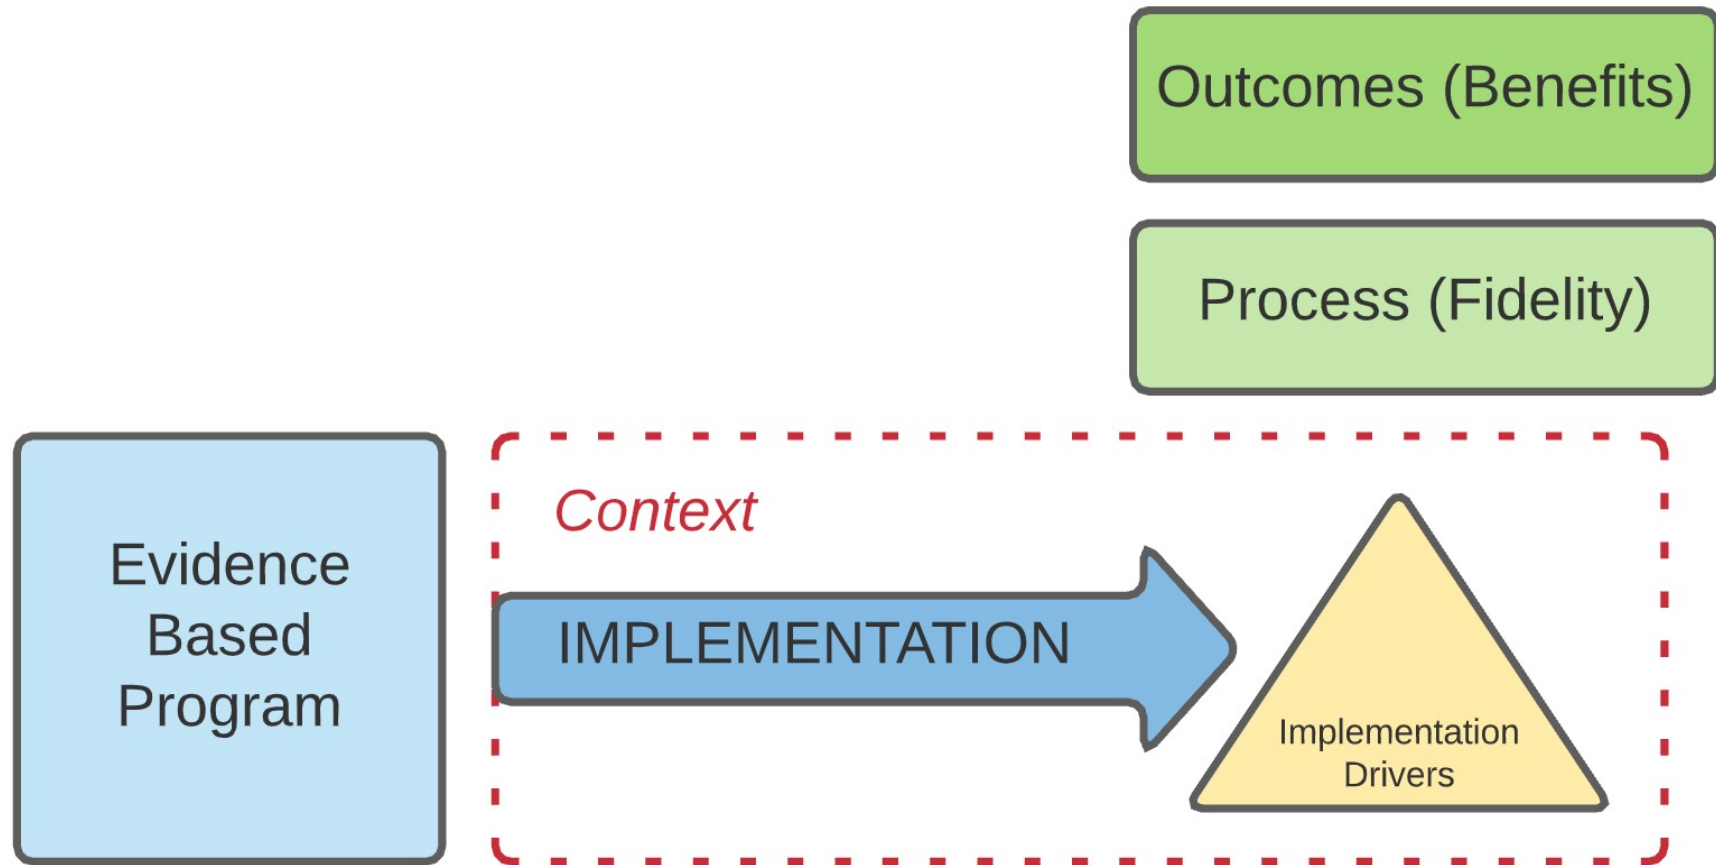 Outcomes (Benefits)
Process (Fidelity)
Evidence
Based
Program
Context
IMPLEMENTATION
Implementation
Drivers